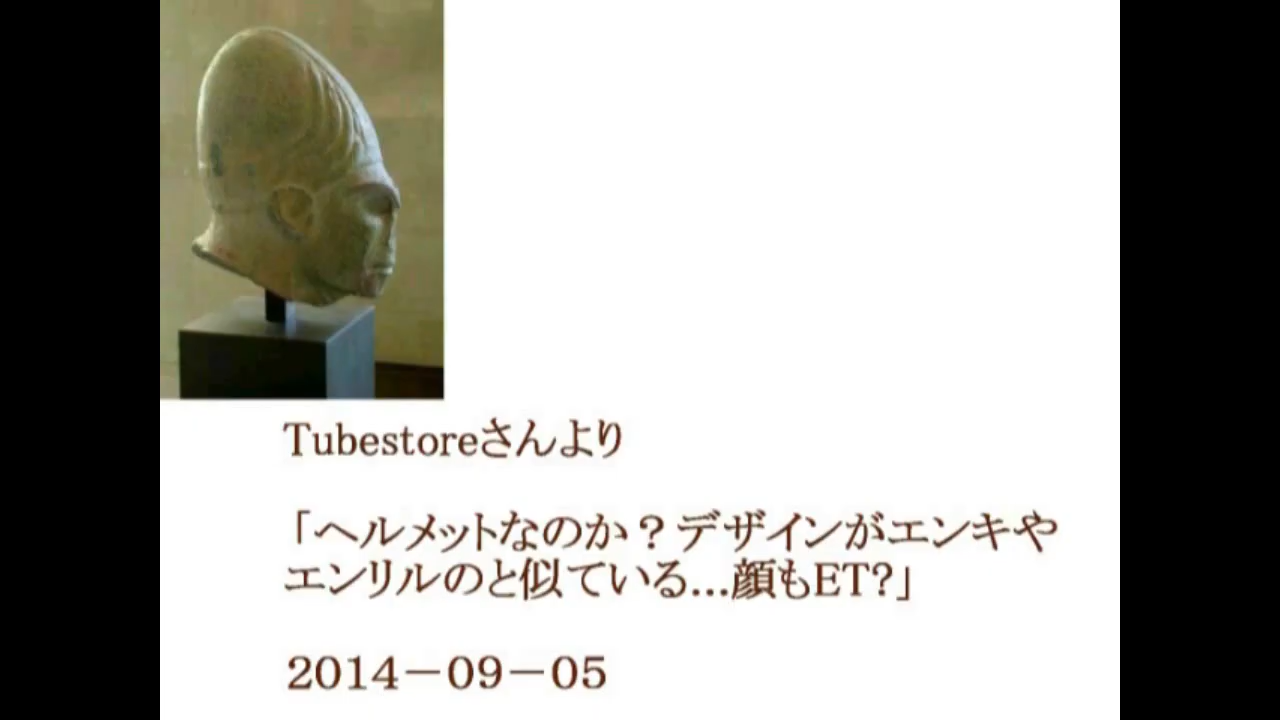 Tubestoreさんより
「ヘルメットなのか？デザインがエンキや
エンリルのと似ている...顔もET?」
2014－09－05